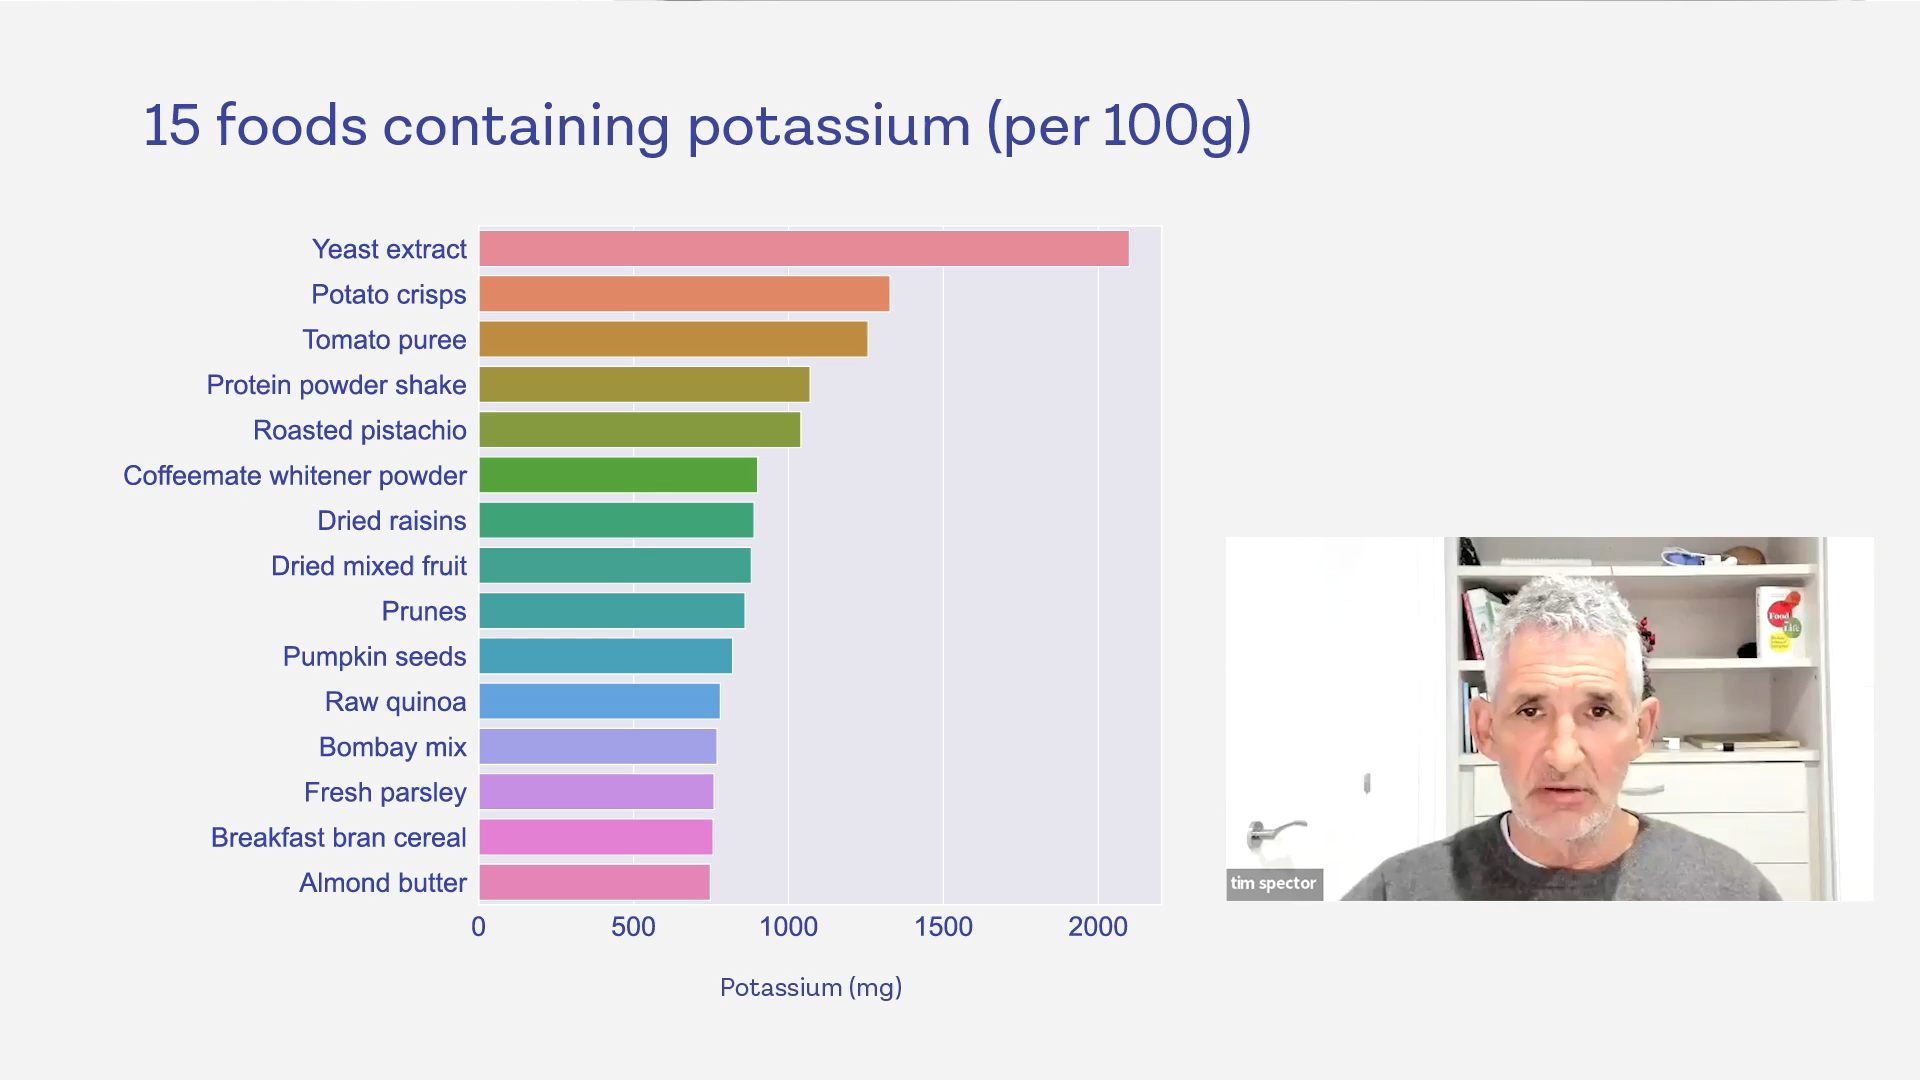 15 foods containing potassium (per 100g)
Yeast extract
Potato crisps
Tomato puree
Protein powder shake
Roasted pistachio
Coffeemate whitener powder
Dried raisins
Dried mixed fruit
Prunes
Pumpkin seeds
Raw quinoa
Bombay mix
Fresh parsley
Breakfast bran cereal
Almond butter
0 500 1000 1500 2000
Potassium (mg)
Food
Life
tim spector